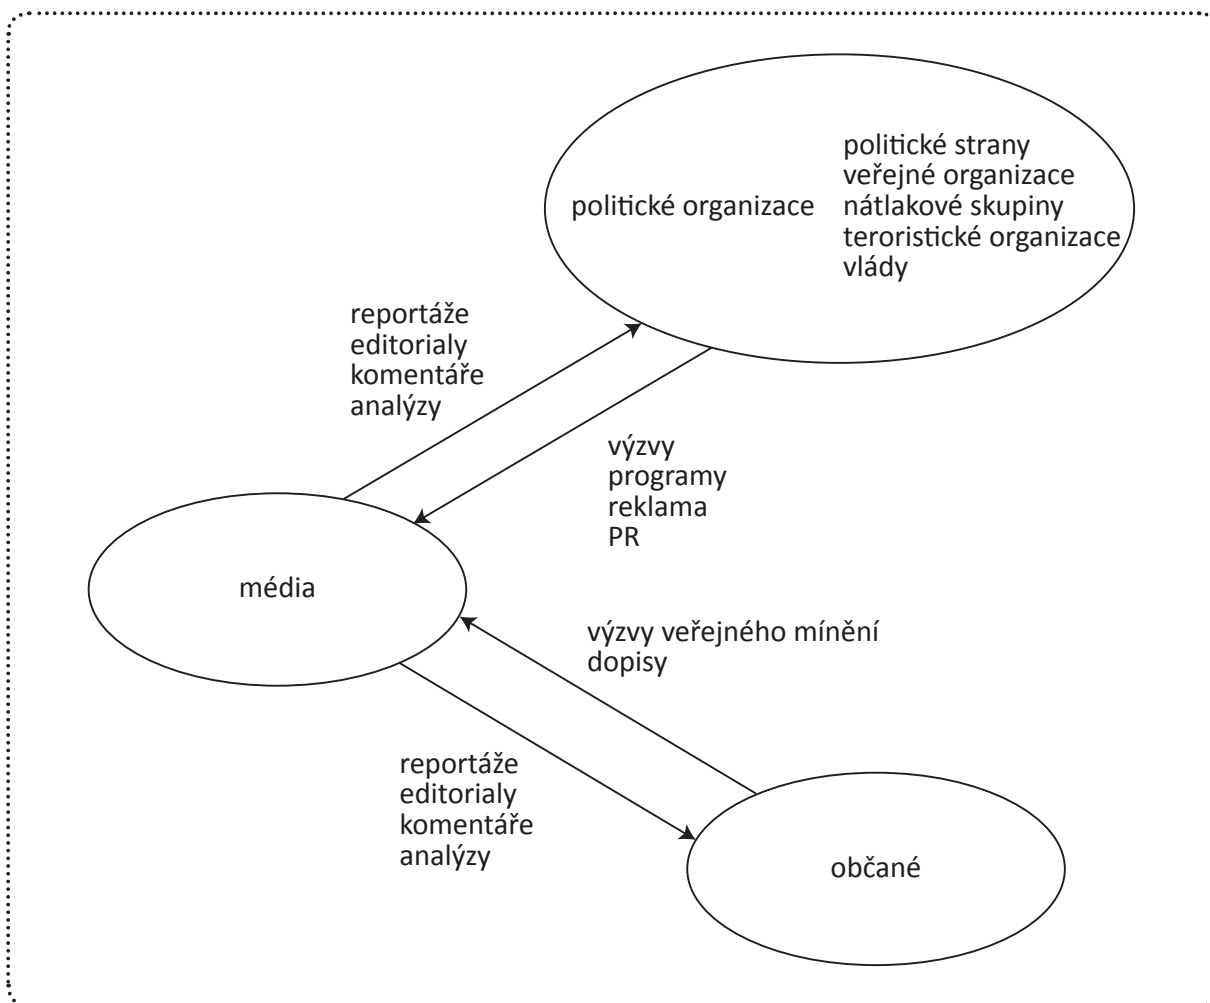 politické organizace
politické strany
veřejné organizace
nátlakové skupiny
teroristické organizace
vlády
reportáže
editorialy
komentáře
analýzy
výzvy
programy
reklama
PR
média
výzvy veřejného mínění
dopisy
reportáže
editorialy
komentáře
analýzy
občané